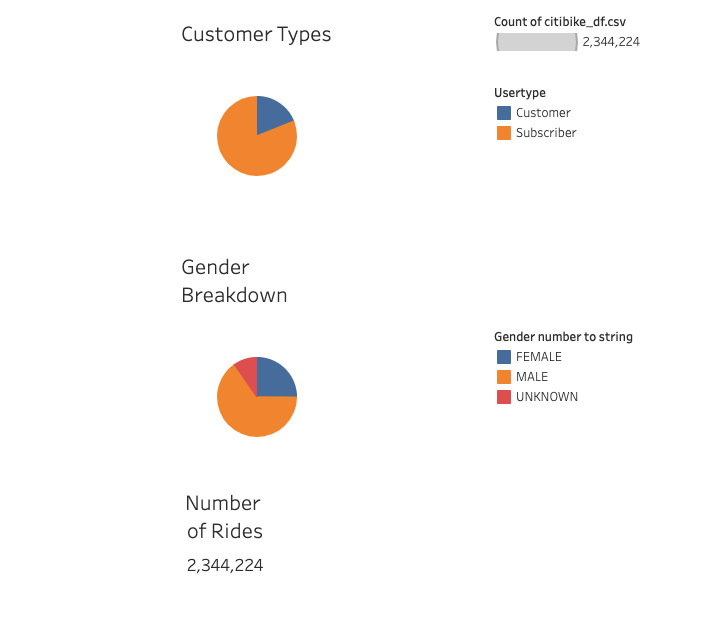 Customer Types
Count of citibike_df.csv
2,344,224
Usertype
Customer
Subscriber
Gender
Breakdown
Gender number to string
FEMALE
MALE
UNKNOWN
Number
of Rides
2,344,224